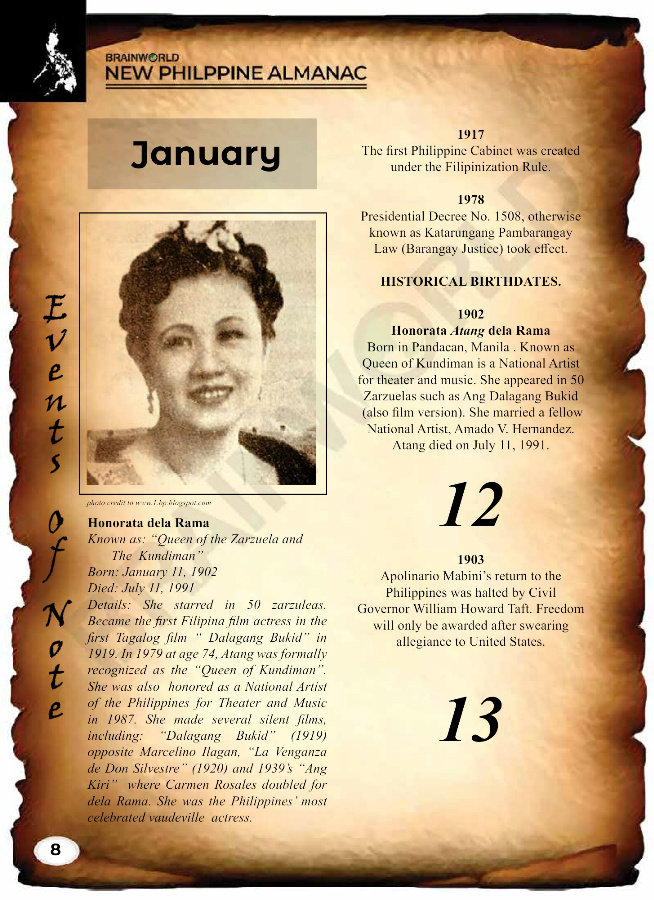 BRAINWORLD
NEW PHILPPINE ALMANAC
January
Events of Note
photo credit to www.1.bp.blogspot.com
Honorata dela Rama
Known as: “Queen of the Zarzuela and
The Kundiman”
Born: January 11, 1902
Died: July 11, 1991
Details: She starred in 50 zarzuleas.
Became the first Filipina film actress in the
first Tagalog film “ Dalagang Bukid” in
1919. In 1979 at age 74, Atang was formally
recognized as the “Queen of Kundiman”.
She was also honored as a National Artist
of the Philippines for Theater and Music
in 1987. She made several silent films,
including: “Dalagang Bukid” (1919)
opposite Marcelino Ilagan, “La Venganza
de Don Silvestre” (1920) and 1939’s “Ang
Kiri” where Carmen Rosales doubled for
dela Rama. She was the Philippines’ most
celebrated vaudeville actress.
1917
The first Philippine Cabinet was created
under the Filipinization Rule.
1978
Presidential Decree No. 1508, otherwise
known as Katarungang Pambarangay
Law (Barangay Justice) took effect.
HISTORICAL BIRTHDATES.
1902
Honorata Atang dela Rama
Born in Pandacan, Manila . Known as
Queen of Kundiman is a National Artist
for theater and music. She appeared in 50
Zarzuelas such as Ang Dalagang Bukid
(also film version). She married a fellow
National Artist, Amado V. Hernandez.
Atang died on July 11, 1991.
12
1903
Apolinario Mabini’s return to the
Philippines was halted by Civil
Governor William Howard Taft. Freedom
will only be awarded after swearing
allegiance to United States.
13
8
BRAINWORLD